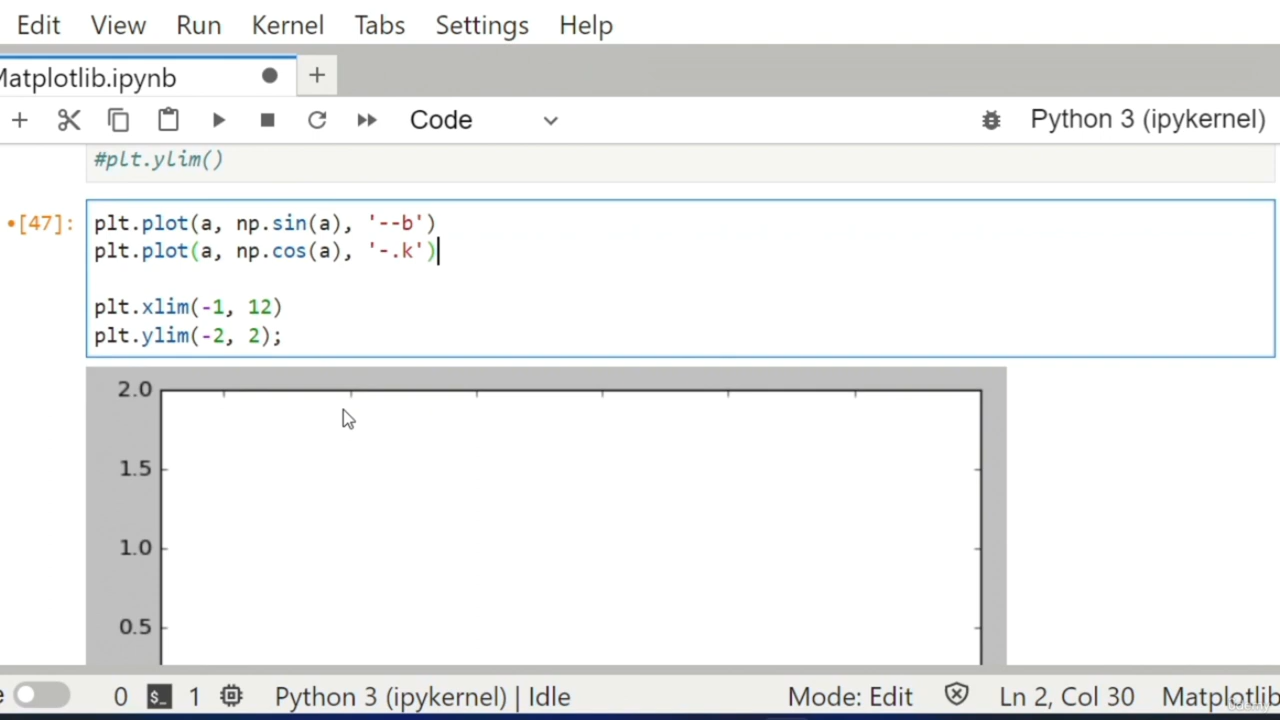 Edit View Run Kernel Tabs Settings Help
Matplotlib.ipynb
Code Python 3 (ipykernel)
#plt.ylim()
•[47]: plt.plot(a, np.sin(a), '--b')
plt.plot(a, np.cos(a), '-.k')
plt.xlim(-1, 12)
plt.ylim(-2, 2);
2.0
1.5
1.0
0.5
0 $_ 1 Python 3 (ipykernel) | Idle Mode: Edit Ln 2, Col 30 Matplotlib
udemy